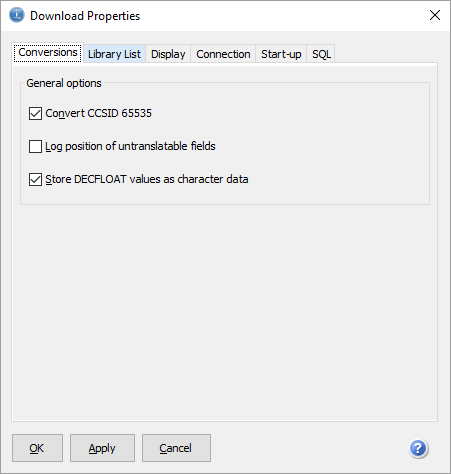 Download Properties
Conversions Library List Display Connection Start-up SQL
General options
Convert CCSID 65535
Log position of untranslatable fields
Store DECFLOAT values as character data
OK Apply Cancel ?